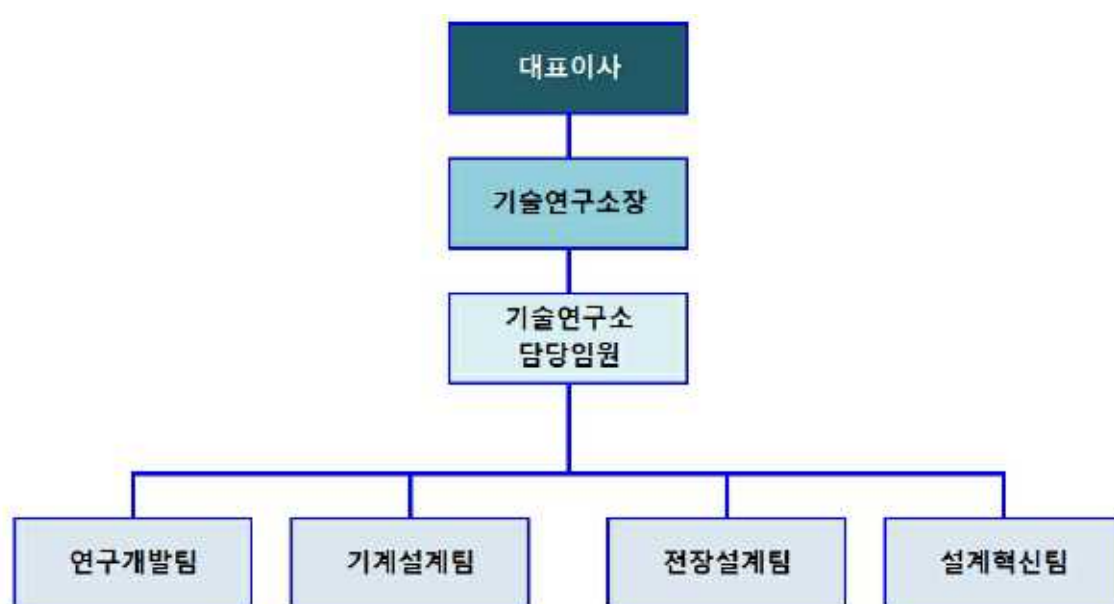 대표이사
기술연구소장
기술연구소
담당임원
연구개발팀
기계설계팀
전장설계팀
설계혁신팀